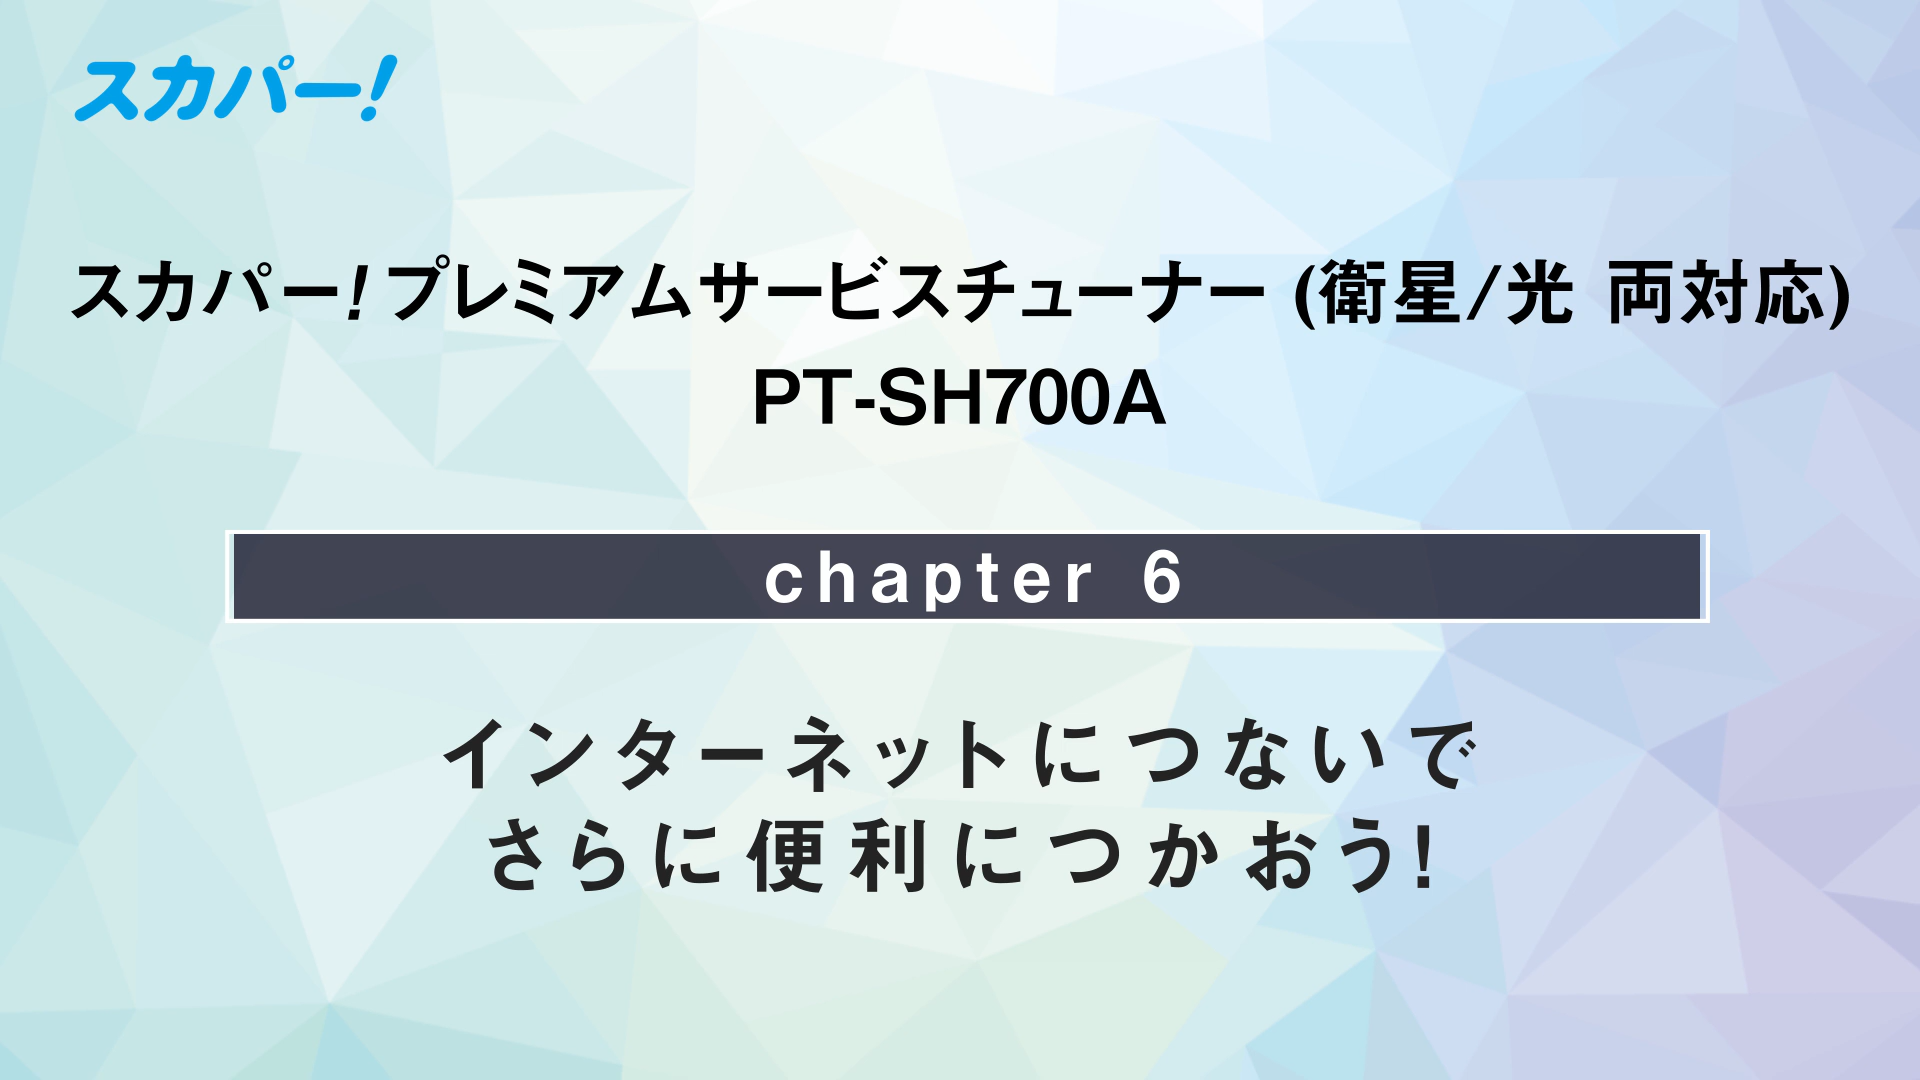 スカパー!
スカパー!プレミアムサービスチューナー (衛星/光 両対応)
PT-SH700A
chapter 6
インターネットにつないで
さらに便利につかおう!